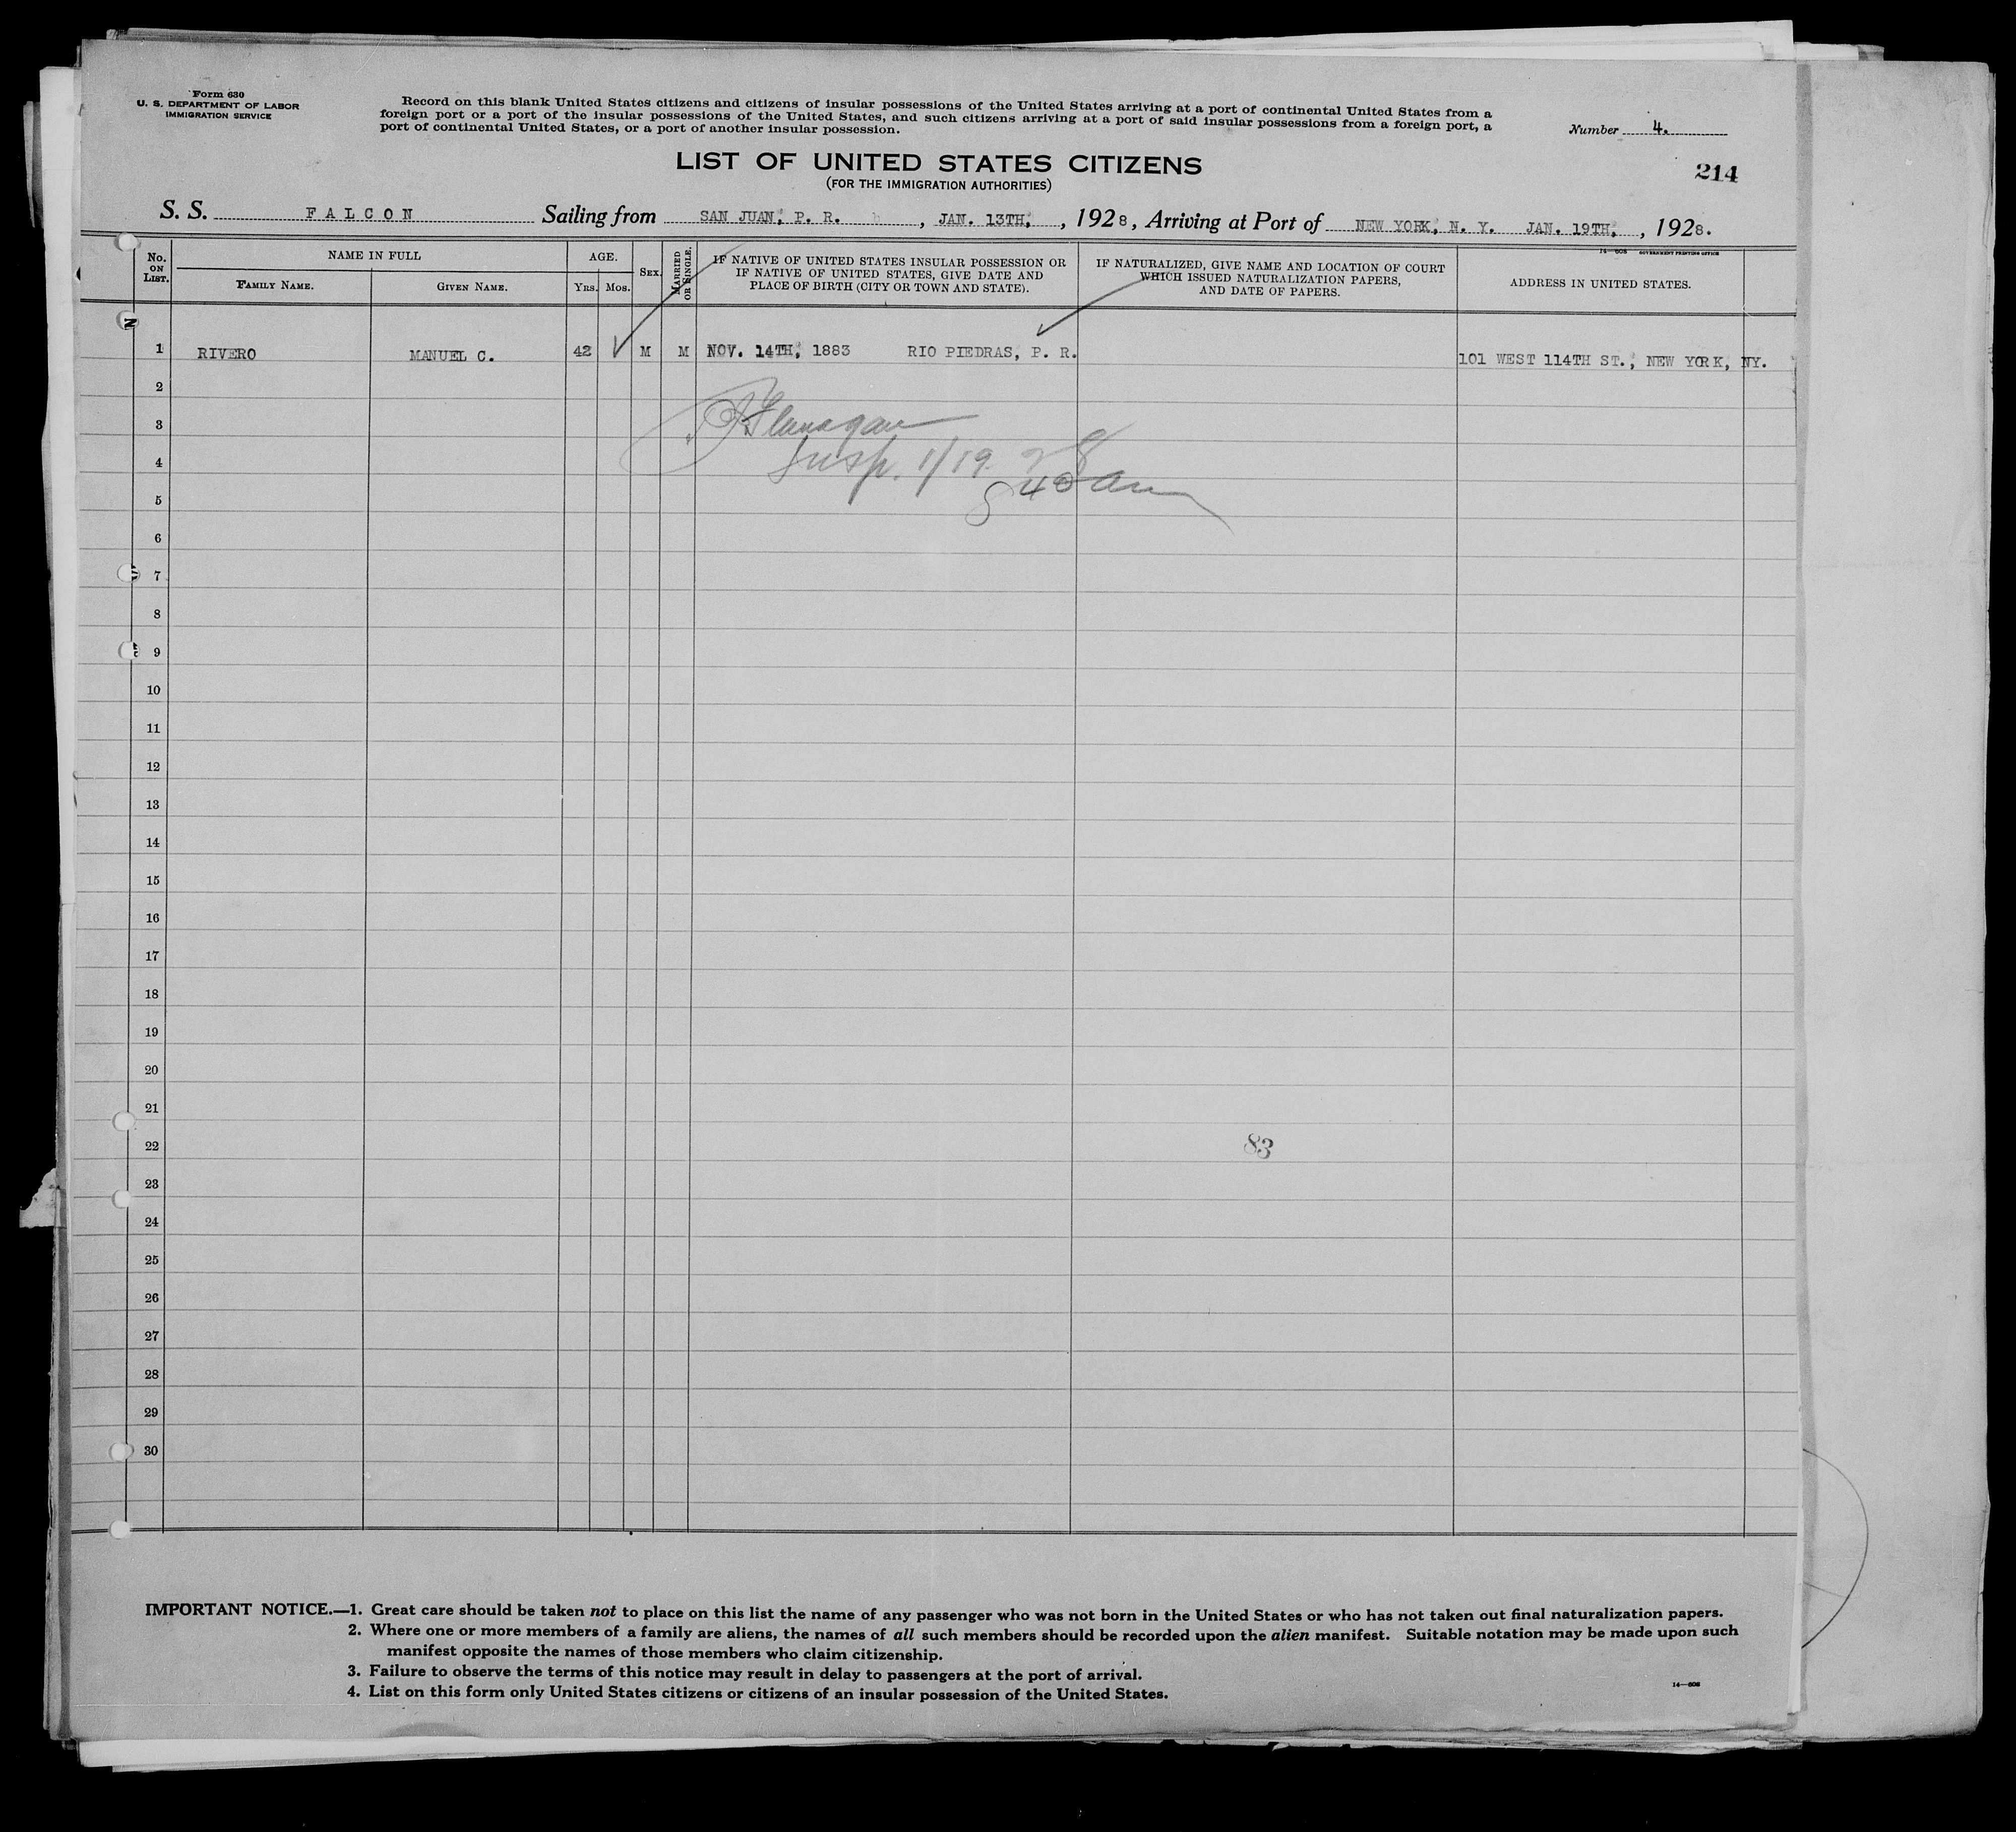 Form 630
U. S. DEPARTMENT OF LABOR
IMMIGRATION SERVICE
Record on this blank United States citizens and citizens of insular possessions of the United States arriving at a port of continental United States from a
foreign port or a port of the insular possessions of the United States, and such citizens arriving at a port of said insular possessions from a foreign port, a
port of continental United States, or a port of another insular possession.
Number 4.
214
LIST OF UNITED STATES CITIZENS
(FOR THE IMMIGRATION AUTHORITIES)
S. S. FALCON Sailing from SAN JUAN, P. R. , JAN. 13TH, , 1928, Arriving at Port of NEW YORK, N. Y. JAN. 19TH, , 1928.
14—608 GOVERNMENT PRINTING OFFICE
No. ON LIST.
NAME IN FULL
FAMILY NAME.
GIVEN NAME.
AGE.
YRS.
MOS.
SEX.
MARRIED OR SINGLE.
IF NATIVE OF UNITED STATES INSULAR POSSESSION OR
IF NATIVE OF UNITED STATES, GIVE DATE AND
PLACE OF BIRTH (CITY OR TOWN AND STATE).
IF NATURALIZED, GIVE NAME AND LOCATION OF COURT
WHICH ISSUED NATURALIZATION PAPERS,
AND DATE OF PAPERS.
ADDRESS IN UNITED STATES.
1 RIVERO MANUEL C. 42 M M NOV. 14TH, 1883 RIO PIEDRAS, P. R. 101 WEST 114TH ST., NEW YORK, NY.
2
3 Flanagan
4 Insp. 1/19. 28
5 840 am
6
7
8
9
10
11
12
13
14
15
16
17
18
19
20
21
22 83
23
24
25
26
27
28
29
30
IMPORTANT NOTICE.—1. Great care should be taken not to place on this list the name of any passenger who was not born in the United States or who has not taken out final naturalization papers.
2. Where one or more members of a family are aliens, the names of all such members should be recorded upon the alien manifest. Suitable notation may be made upon such
manifest opposite the names of those members who claim citizenship.
3. Failure to observe the terms of this notice may result in delay to passengers at the port of arrival.
4. List on this form only United States citizens or citizens of an insular possession of the United States.
14—608